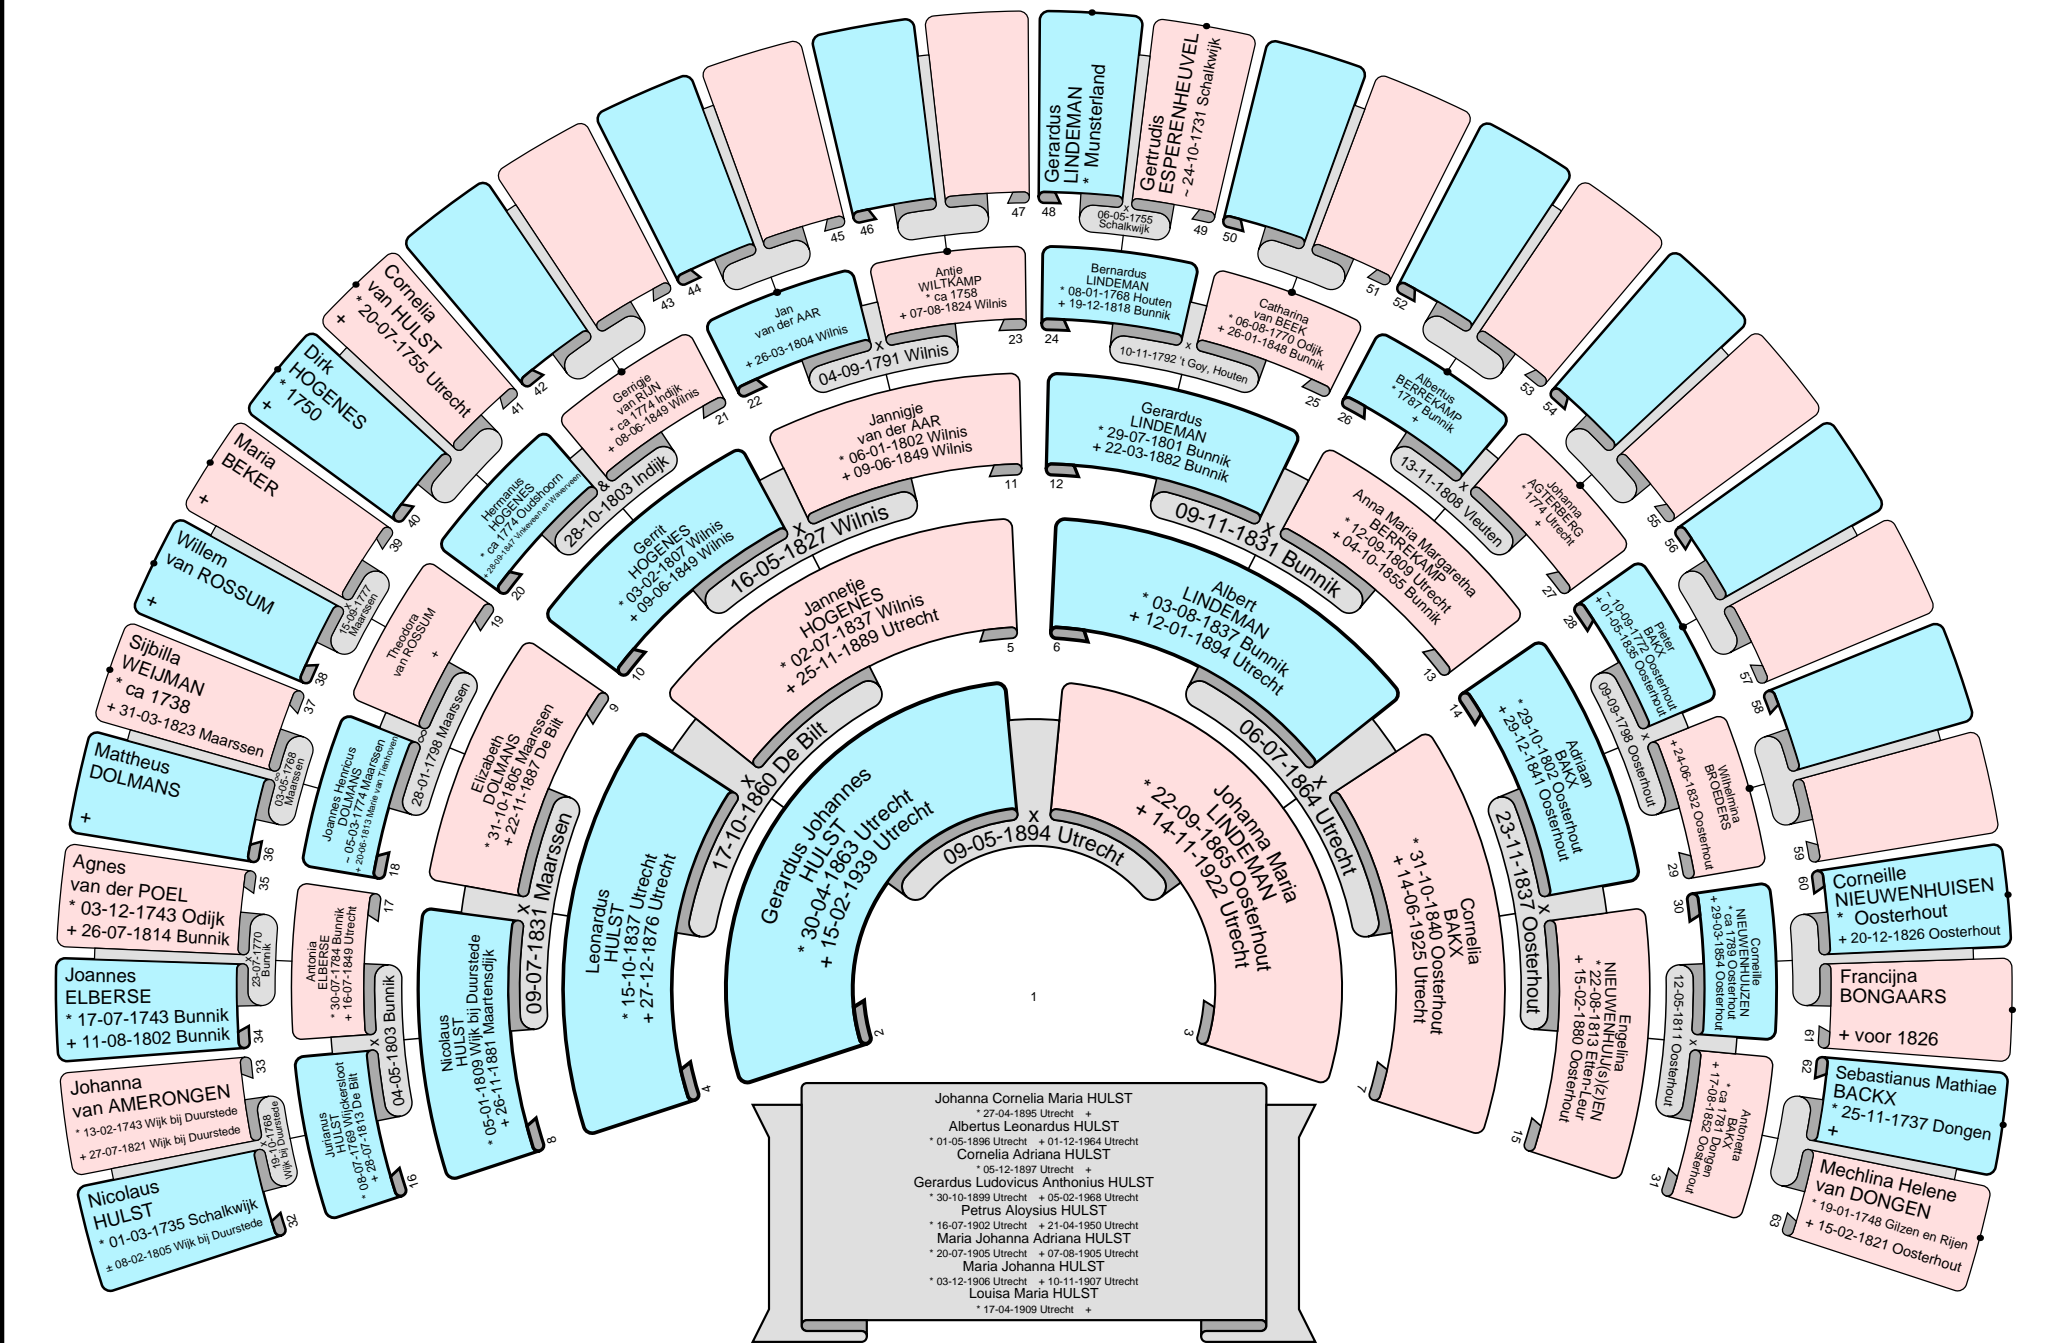 Gerardus
LINDEMAN
* Munsterland
48
Gertrudis
ESPERENHEUVEL
~ 24-10-1731 Schalkwijk
49
x
06-05-1755
Schalkwijk
50
51
52
53
54
55
56
57
58
59
47
46
45
44
43
42
Cornelia
van HULST
* 20-07-1755 Utrecht
+
41
Dirk
HOGENES
* 1750
+
40
Maria
BEKER
+
39
x
15-09-1777
Maarssen
Willem
van ROSSUM
+
38
Sijbilla
WEIJMAN
* ca 1738
+ 31-03-1823 Maarssen
37
∞
03-05-1768
Maarssen
Mattheus
DOLMANS
+
36
Agnes
van der POEL
* 03-12-1743 Odijk
+ 26-07-1814 Bunnik
35
x
23-07-1770
Bunnik
Joannes
ELBERSE
* 17-07-1743 Bunnik
+ 11-08-1802 Bunnik
34
Johanna
van AMERONGEN
* 13-02-1743 Wijk bij Duurstede
+ 27-07-1821 Wijk bij Duurstede
33
x
19-10-1768
Wijk bij Duurstede
Nicolaus
HULST
* 01-03-1735 Schalkwijk
± 08-02-1805 Wijk bij Duurstede
32
Corneille
NIEUWENHUISEN
* Oosterhout
+ 20-12-1826 Oosterhout
60
Francijna
BONGAARS
+ voor 1826
61
Sebastianus Mathiae
BACKX
* 25-11-1737 Dongen
+
62
Mechlina Helene
van DONGEN
* 19-01-1748 Gilzen en Rijen
+ 15-02-1821 Oosterhout
63
Jurianus
HULST
* 08-07-1769 Wijckersloot
+ 28-07-1813 De Bilt
16
x
04-05-1803 Bunnik
Antonia
ELBERSE
* 30-07-1784 Bunnik
+ 16-07-1849 Utrecht
17
Joannes Henricus
DOLMANS
~ 05-03-1774 Maarssen
+ 20-06-1813 Marie van Tienhoven
18
∞
28-01-1798 Maarssen
Theodora
van ROSSUM
+
19
Hermanus
HOGENES
* ca 1774 Oudshoorn
+ 28-09-1847 Vinkeveen en Waverveen
20
&
28-10-1803 Indijk
Gerrigje
van RIJN
* ca 1774 Indijk
+ 08-06-1849 Wilnis
21
Jan
van der AAR
+ 26-03-1804 Wilnis
22
x
04-09-1791 Wilnis
Antje
WILTKAMP
* ca 1758
+ 07-08-1824 Wilnis
23
Bernardus
LINDEMAN
* 08-01-1768 Houten
+ 19-12-1818 Bunnik
24
x
10-11-1792 't Goy, Houten
Catharina
van BEEK
* 06-08-1770 Odijk
+ 26-01-1848 Bunnik
25
Albertus
BERREKAMP
* 1787 Bunnik
+
26
x
13-11-1808 Vleuten
Johanna
AGTERBERG
* 1774 Utrecht
+
27
Pieter
BAKX
~ 10-09-1772 Oosterhout
+ 01-05-1835 Oosterhout
28
x
09-09-1798 Oosterhout
Wilhelmina
BROEDERS
+ 24-06-1832 Oosterhout
29
Corneille
NIEUWENHUIJZEN
* ca 1789 Oosterhout
+ 29-03-1854 Oosterhout
30
x
12-05-1811 Oosterhout
Antonetta
BAKX
* ca 1781 Dongen
+ 17-08-1852 Oosterhout
31
Nicolaus
HULST
* 05-01-1809 Wijk bij Duurstede
+ 26-11-1881 Maartensdijk
8
x
09-07-1831 Maarssen
Elizabeth
DOLMANS
* 31-10-1805 Maarssen
+ 22-11-1887 De Bilt
9
Gerrit
HOGENES
* 03-02-1807 Wilnis
+ 09-06-1849 Wilnis
10
x
16-05-1827 Wilnis
Jannigje
van der AAR
* 06-01-1802 Wilnis
+ 09-06-1849 Wilnis
11
Gerardus
LINDEMAN
* 29-07-1801 Bunnik
+ 22-03-1882 Bunnik
12
x
09-11-1831 Bunnik
Anna Maria Margaretha
BERREKAMP
* 12-09-1809 Utrecht
+ 04-10-1855 Bunnik
13
Adriaan
BAKX
* 29-10-1802 Oosterhout
+ 29-12-1841 Oosterhout
14
x
23-11-1837 Oosterhout
Engelina
NIEUWENHUIJ(s)(z)EN
* 22-08-1813 Etten-Leur
+ 15-02-1880 Oosterhout
15
Leonardus
HULST
* 15-10-1837 Utrecht
+ 27-12-1876 Utrecht
4
x
17-10-1860 De Bilt
Jannetje
HOGENES
* 02-07-1837 Wilnis
+ 25-11-1889 Utrecht
5
Albert
LINDEMAN
* 03-08-1837 Bunnik
+ 12-01-1894 Utrecht
6
x
06-07-1864 Utrecht
Cornelia
BAKX
* 31-10-1840 Oosterhout
+ 14-06-1925 Utrecht
7
Gerardus Johannes
HULST
* 30-04-1863 Utrecht
+ 15-02-1939 Utrecht
2
x
09-05-1894 Utrecht
Johanna Maria
LINDEMAN
* 22-09-1865 Oosterhout
+ 14-11-1922 Utrecht
3
1
Johanna Cornelia Maria HULST
* 27-04-1895 Utrecht +
Albertus Leonardus HULST
* 01-05-1896 Utrecht + 01-12-1964 Utrecht
Cornelia Adriana HULST
* 05-12-1897 Utrecht +
Gerardus Ludovicus Anthonius HULST
* 30-10-1899 Utrecht + 05-02-1968 Utrecht
Petrus Aloysius HULST
* 16-07-1902 Utrecht + 21-04-1950 Utrecht
Maria Johanna Adriana HULST
* 20-07-1905 Utrecht + 07-08-1905 Utrecht
Maria Johanna HULST
* 03-12-1906 Utrecht + 10-11-1907 Utrecht
Louisa Maria HULST
* 17-04-1909 Utrecht +